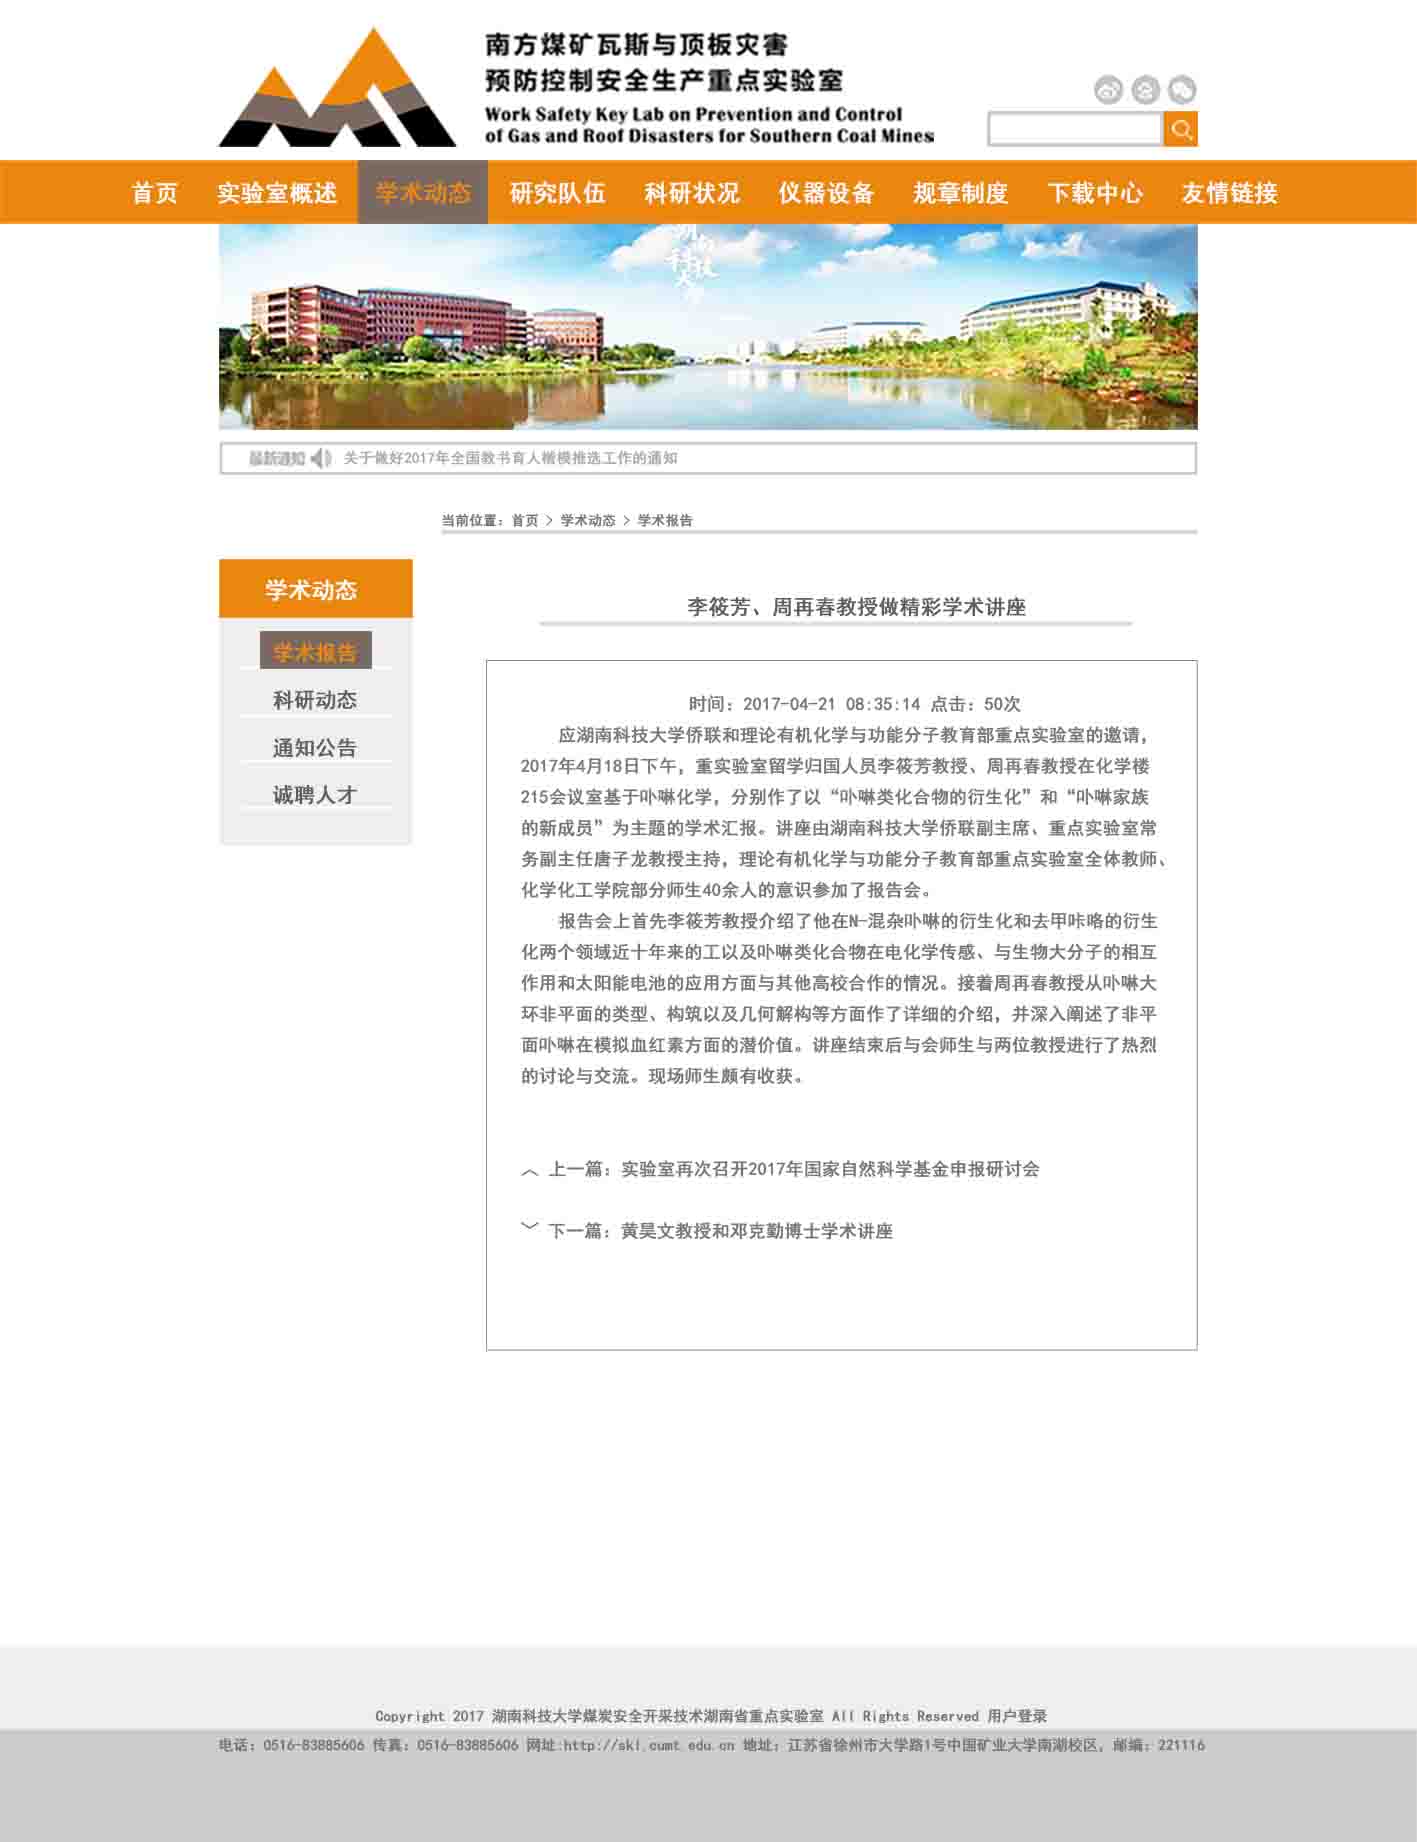 南方煤矿瓦斯与顶板灾害
预防控制安全生产重点实验室
Work Safety Key Lab on Prevention and Control
of Gas and Roof Disasters for Southern Coal Mines
首页 实验室概述 学术动态 研究队伍 科研状况 仪器设备 规章制度 下载中心 友情链接
湖南科技大学
最新通知 关于做好2017年全国教书育人楷模推选工作的通知
当前位置：首页 > 学术动态 > 学术报告
学术动态
学术报告
科研动态
通知公告
诚聘人才
李筱芳、周再春教授做精彩学术讲座
时间：2017-04-21 08:35:14 点击：50次
应湖南科技大学侨联和理论有机化学与功能分子教育部重点实验室的邀请，
2017年4月18日下午，重实验室留学归国人员李筱芳教授、周再春教授在化学楼
215会议室基于卟啉化学，分别作了以“卟啉类化合物的衍生化”和“卟啉家族
的新成员”为主题的学术汇报。讲座由湖南科技大学侨联副主席、重点实验室常
务副主任唐子龙教授主持，理论有机化学与功能分子教育部重点实验室全体教师、
化学化工学院部分师生40余人的意识参加了报告会。
报告会上首先李筱芳教授介绍了他在N-混杂卟啉的衍生化和去甲咔咯的衍生
化两个领域近十年来的工以及卟啉类化合物在电化学传感、与生物大分子的相互
作用和太阳能电池的应用方面与其他高校合作的情况。接着周再春教授从卟啉大
环非平面的类型、构筑以及几何解构等方面作了详细的介绍，并深入阐述了非平
面卟啉在模拟血红素方面的潜价值。讲座结束后与会师生与两位教授进行了热烈
的讨论与交流。现场师生颇有收获。
上一篇：实验室再次召开2017年国家自然科学基金申报研讨会
下一篇：黄昊文教授和邓克勤博士学术讲座
Copyright 2017 湖南科技大学煤炭安全开采技术湖南省重点实验室 All Rights Reserved 用户登录
电话：0516-83885606 传真：0516-83885606 网址:http://skl.cumt.edu.cn 地址：江苏省徐州市大学路1号中国矿业大学南湖校区，邮编：221116